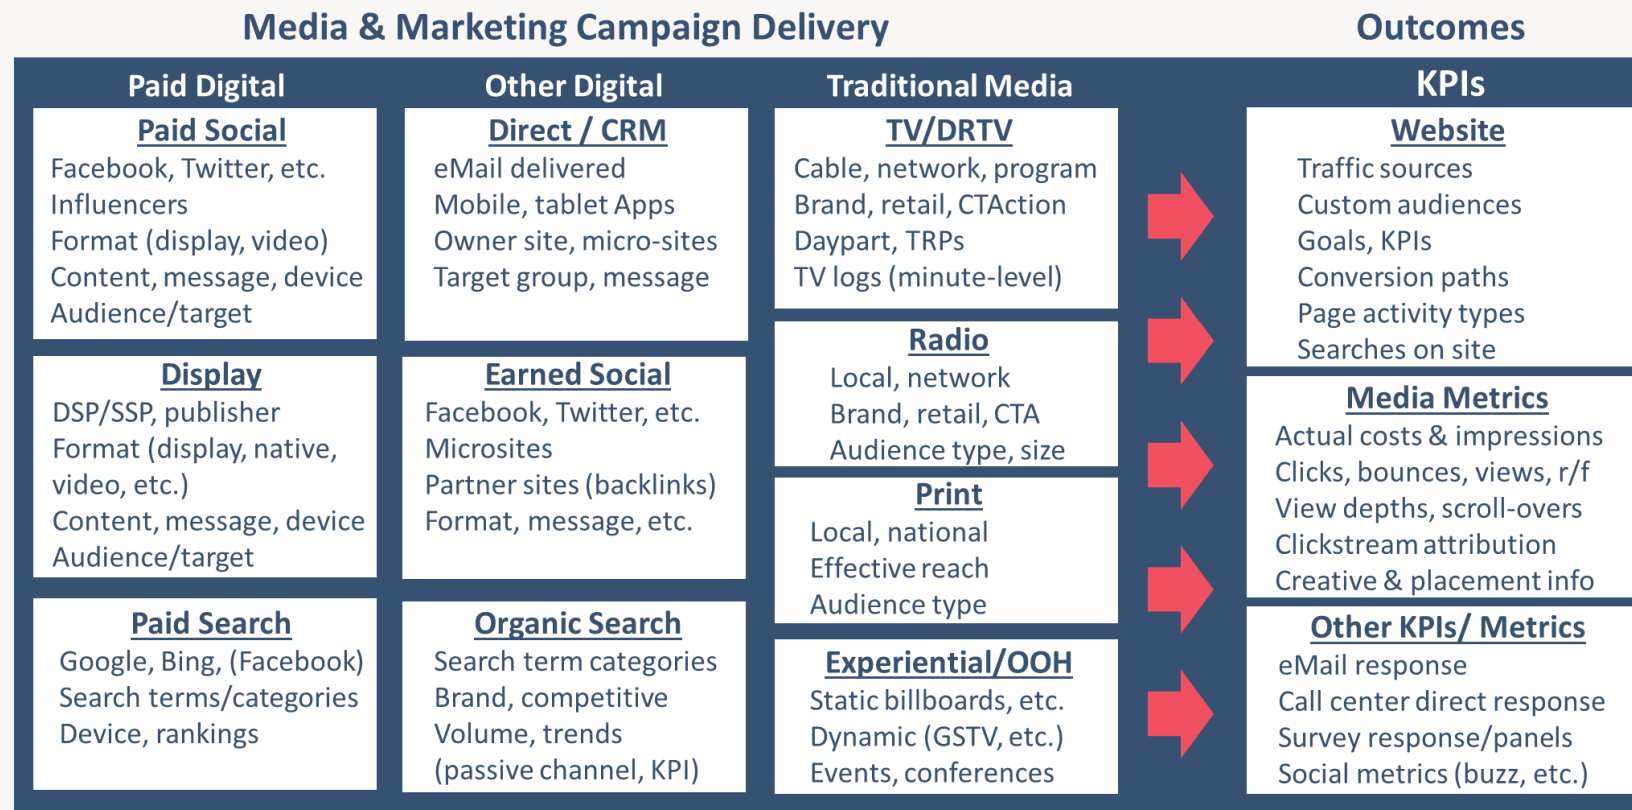 Media & Marketing Campaign Delivery
Outcomes
Paid Digital
Paid Social
Facebook, Twitter, etc.
Influencers
Format (display, video)
Content, message, device
Audience/target
Display
DSP/SSP, publisher
Format (display, native,
video, etc.)
Content, message, device
Audience/target
Paid Search
Google, Bing, (Facebook)
Search terms/categories
Device, rankings
Other Digital
Direct / CRM
eMail delivered
Mobile, tablet Apps
Owner site, micro-sites
Target group, message
Earned Social
Facebook, Twitter, etc.
Microsites
Partner sites (backlinks)
Format, message, etc.
Organic Search
Search term categories
Brand, competitive
Volume, trends
(passive channel, KPI)
Traditional Media
TV/DRTV
Cable, network, program
Brand, retail, CTAction
Daypart, TRPs
TV logs (minute-level)
Radio
Local, network
Brand, retail, CTA
Audience type, size
Print
Local, national
Effective reach
Audience type
Experiential/OOH
Static billboards, etc.
Dynamic (GSTV, etc.)
Events, conferences
KPIs
Website
Traffic sources
Custom audiences
Goals, KPIs
Conversion paths
Page activity types
Searches on site
Media Metrics
Actual costs & impressions
Clicks, bounces, views, r/f
View depths, scroll-overs
Clickstream attribution
Creative & placement info
Other KPIs/ Metrics
eMail response
Call center direct response
Survey response/panels
Social metrics (buzz, etc.)